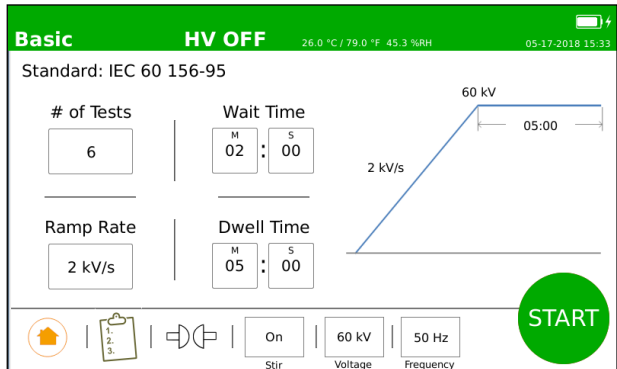 Basic
HV OFF
26.0 °C / 79.0 °F 45.3 %RH
05-17-2018 15:33
Standard: IEC 60 156-95
# of Tests
6
Wait Time
M
02
:
S
00
Ramp Rate
2 kV/s
Dwell Time
M
05
:
S
00
60 kV
05:00
2 kV/s
1.
2.
3.
On
Stir
60 kV
Voltage
50 Hz
Frequency
START